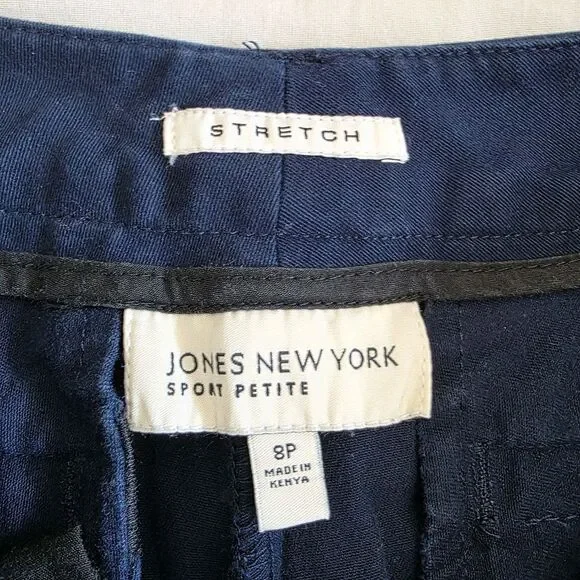 STRETCH
JONES NEW YORK
SPORT PETITE
8P
MADE IN
KENYA